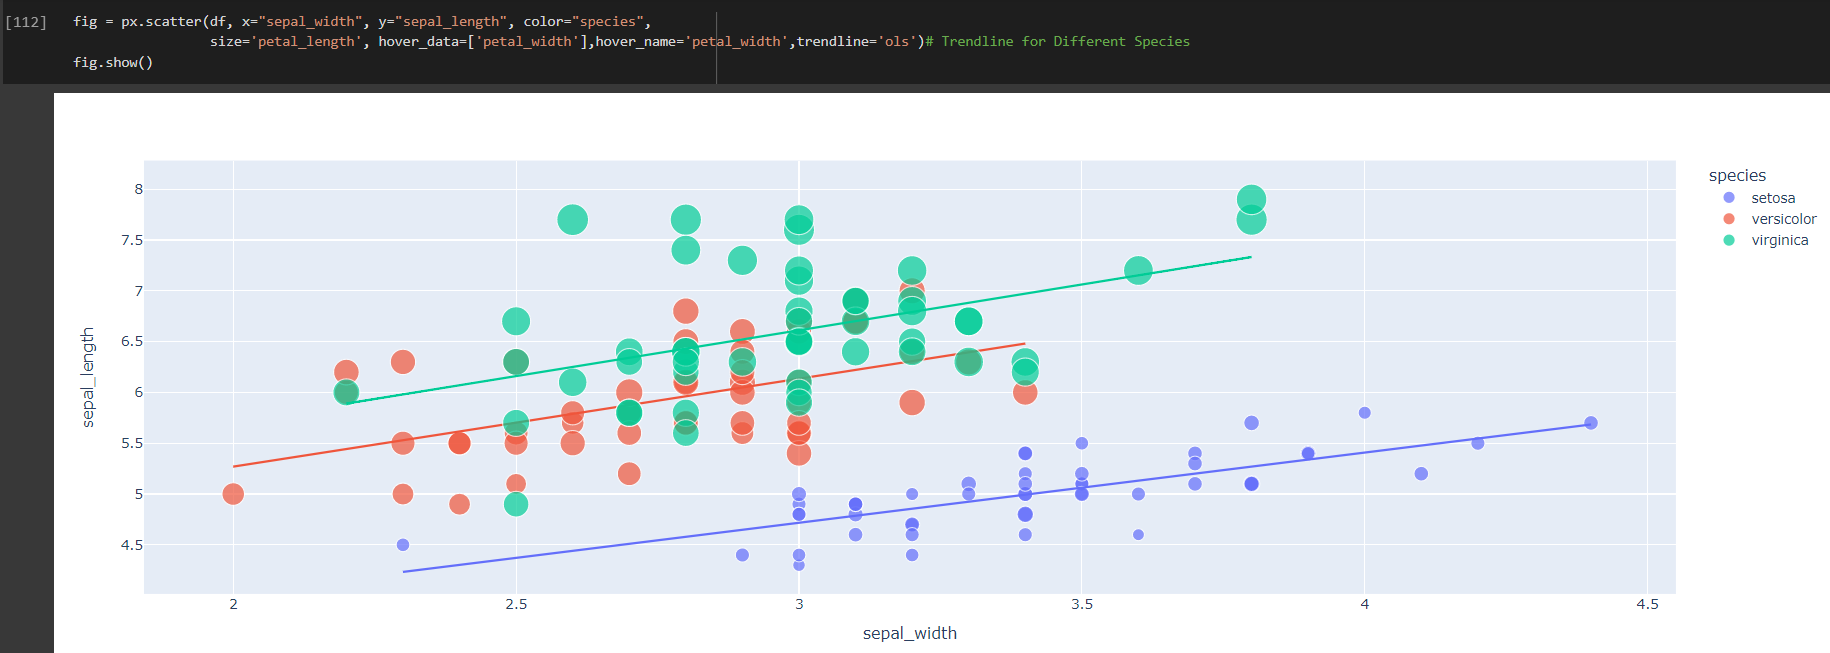 [112] fig = px.scatter(df, x="sepal_width", y="sepal_length", color="species",
size='petal_length', hover_data=['petal_width'],hover_name='petal_width',trendline='ols')# Trendline for Different Species
fig.show()
species
setosa
versicolor
virginica
sepal_length
8
7.5
7
6.5
6
5.5
5
4.5
2 2.5 3 3.5 4 4.5
sepal_width